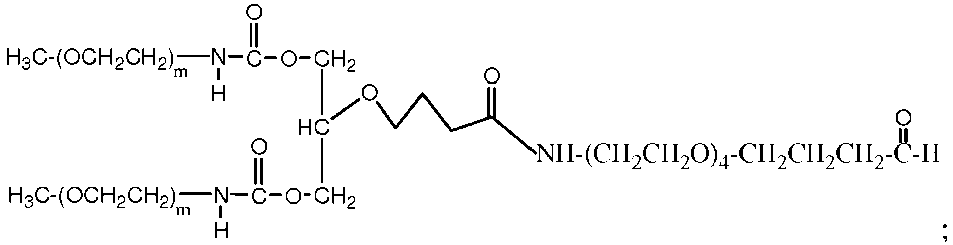 O
H₃C-(OCH₂CH₂)ₘ—N—C—O—CH₂
H
O
HC
O
NH-(CH₂CH₂O)₄-CH₂CH₂CH₂-C-H
O
O
H₃C-(OCH₂CH₂)ₘ—N—C—O—CH₂
H
;